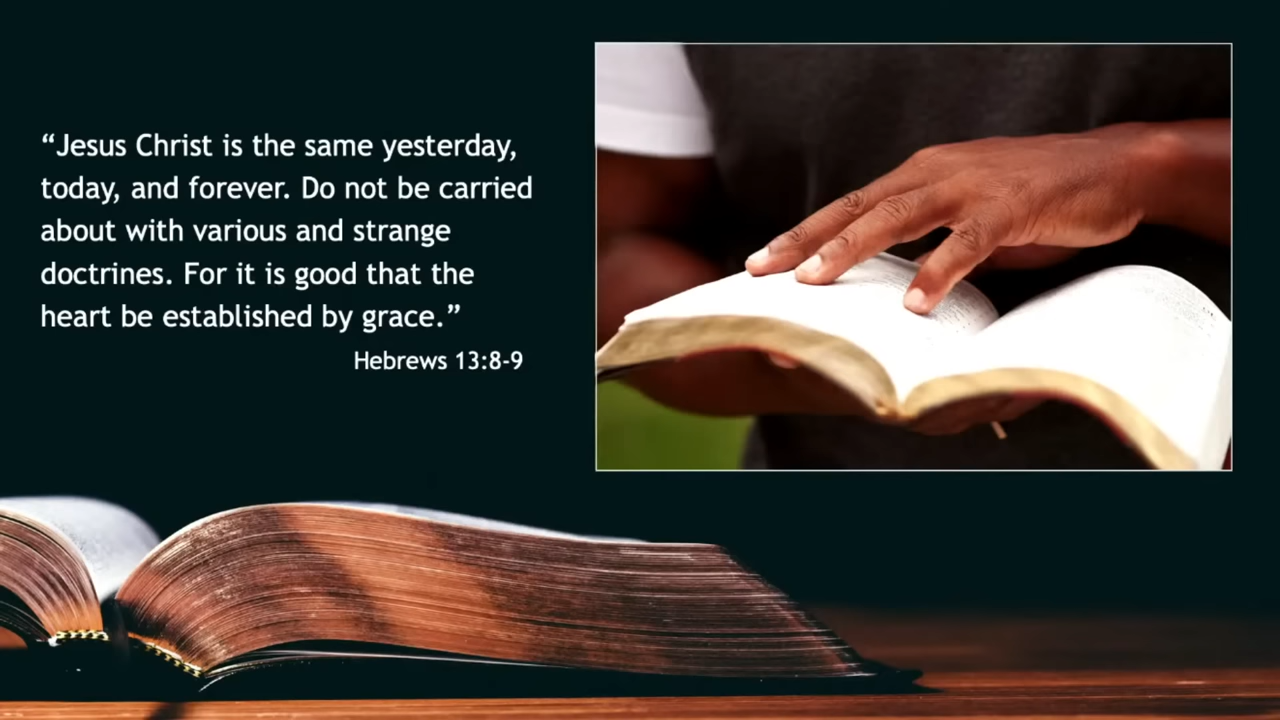 “Jesus Christ is the same yesterday,
today, and forever. Do not be carried
about with various and strange
doctrines. For it is good that the
heart be established by grace.”
Hebrews 13:8-9